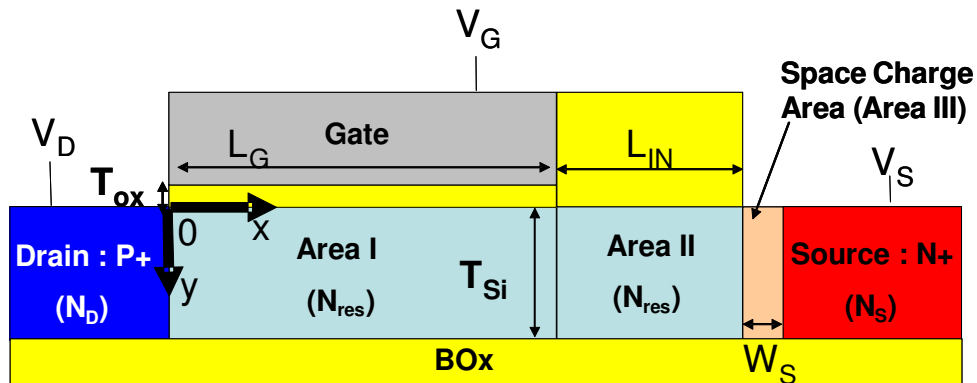 V_G
Space Charge
Area (Area III)
V_D
Gate
L_G
L_IN
V_S
T_ox
0
x
y
Drain : P+
(N_D)
Area I
(N_res)
T_Si
Area II
(N_res)
Source : N+
(N_S)
BOx
W_S